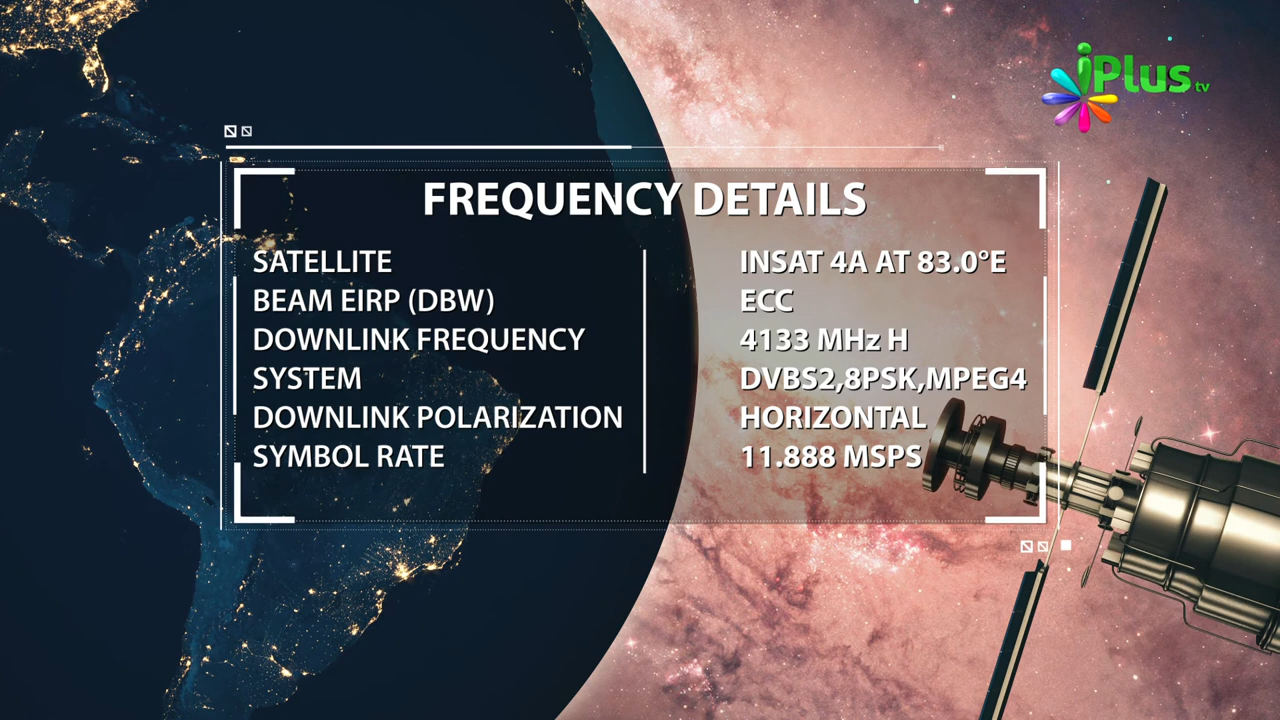 iPlus tv
FREQUENCY DETAILS
SATELLITE INSAT 4A AT 83.0°E
BEAM EIRP (DBW) ECC
DOWNLINK FREQUENCY 4133 MHz H
SYSTEM DVBS2,8PSK,MPEG4
DOWNLINK POLARIZATION HORIZONTAL
SYMBOL RATE 11.888 MSPS